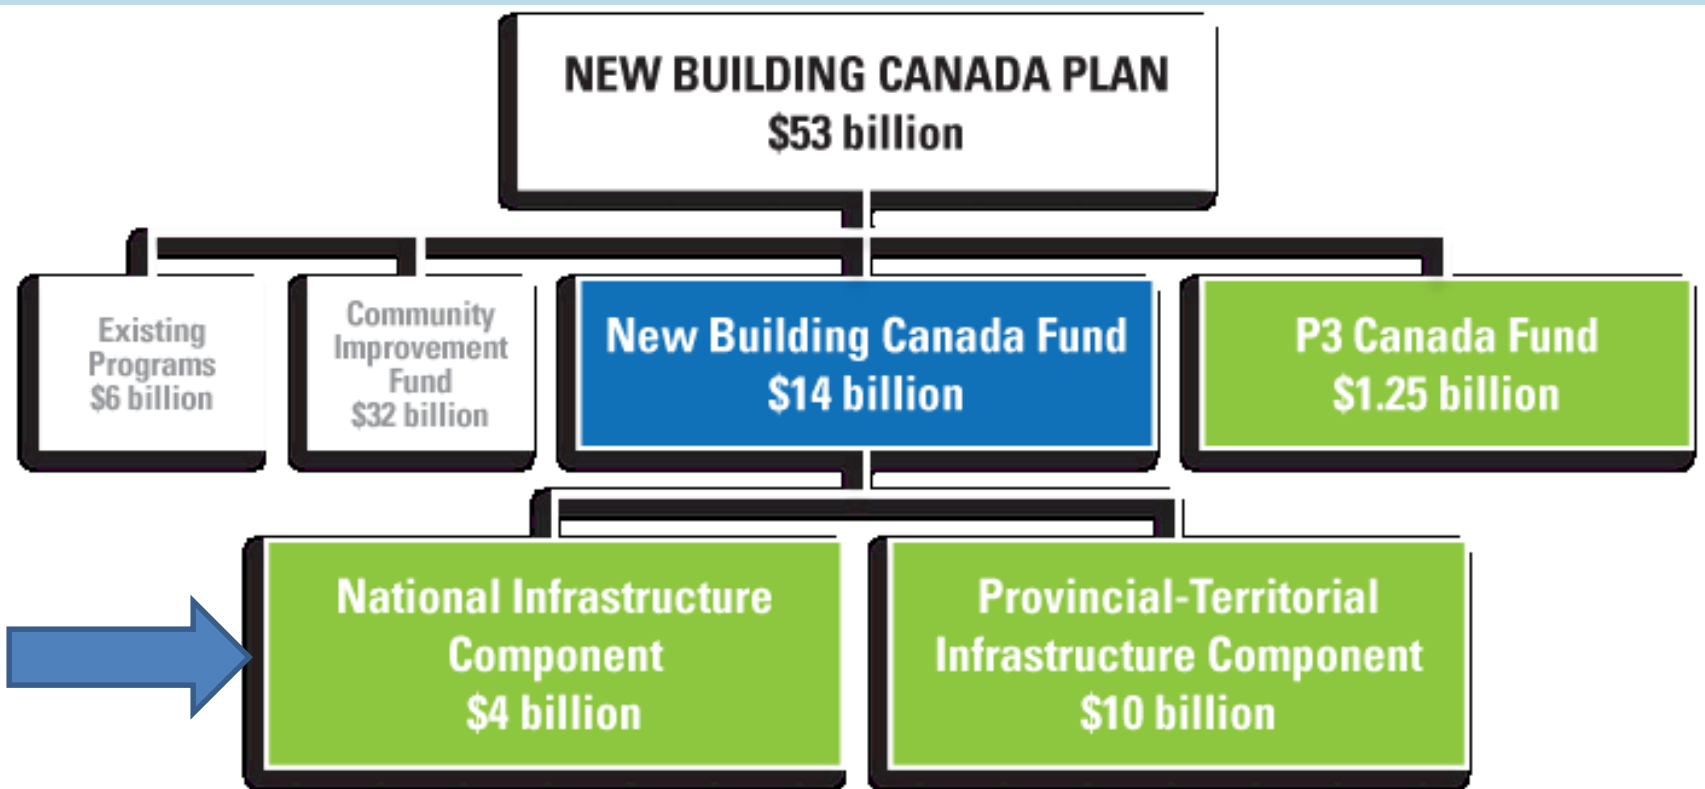 NEW BUILDING CANADA PLAN
$53 billion
Existing
Programs
$6 billion
Community
Improvement
Fund
$32 billion
New Building Canada Fund
$14 billion
P3 Canada Fund
$1.25 billion
National Infrastructure
Component
$4 billion
Provincial-Territorial
Infrastructure Component
$10 billion